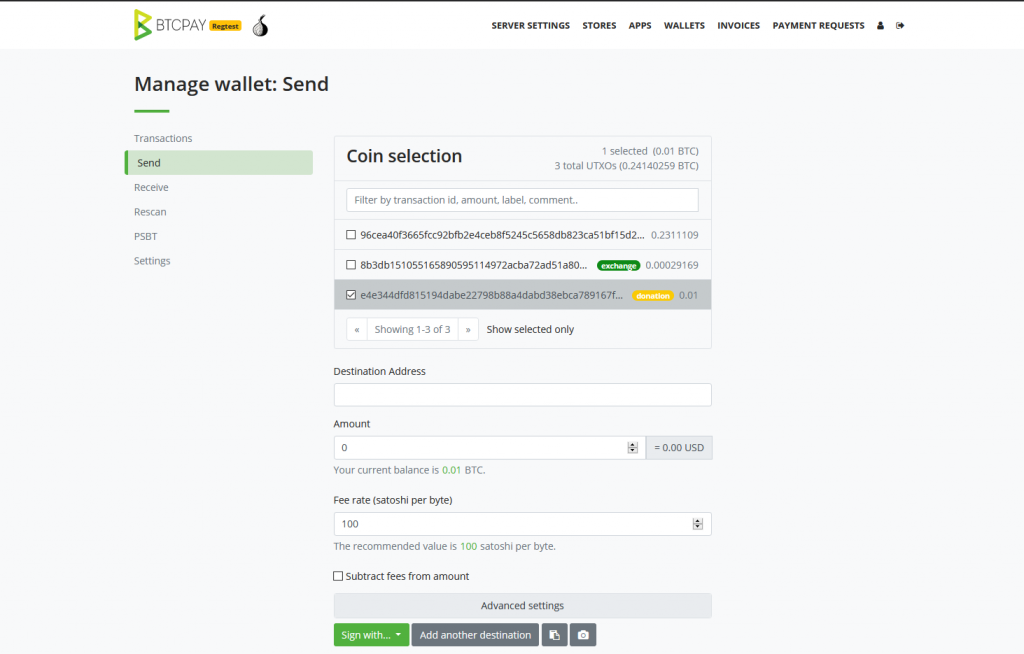 BTCPAY Regtest
SERVER SETTINGS STORES APPS WALLETS INVOICES PAYMENT REQUESTS
Manage wallet: Send
Transactions
Send
Receive
Rescan
PSBT
Settings
Coin selection
1 selected (0.01 BTC)
3 total UTXOs (0.24140259 BTC)
Filter by transaction id, amount, label, comment..
96cea40f3665fcc92bfb2e4ceb8f5245c5658db823ca51bf15d2... 0.2311109
8b3db151055165890595114972acba72ad51a80... exchange 0.00029169
e4e344dfd815194dabe22798b88a4dabd38ebca789167f... donation 0.01
« Showing 1-3 of 3 » Show selected only
Destination Address
Amount
0 = 0.00 USD
Your current balance is 0.01 BTC.
Fee rate (satoshi per byte)
100
The recommended value is 100 satoshi per byte.
Subtract fees from amount
Advanced settings
Sign with... Add another destination